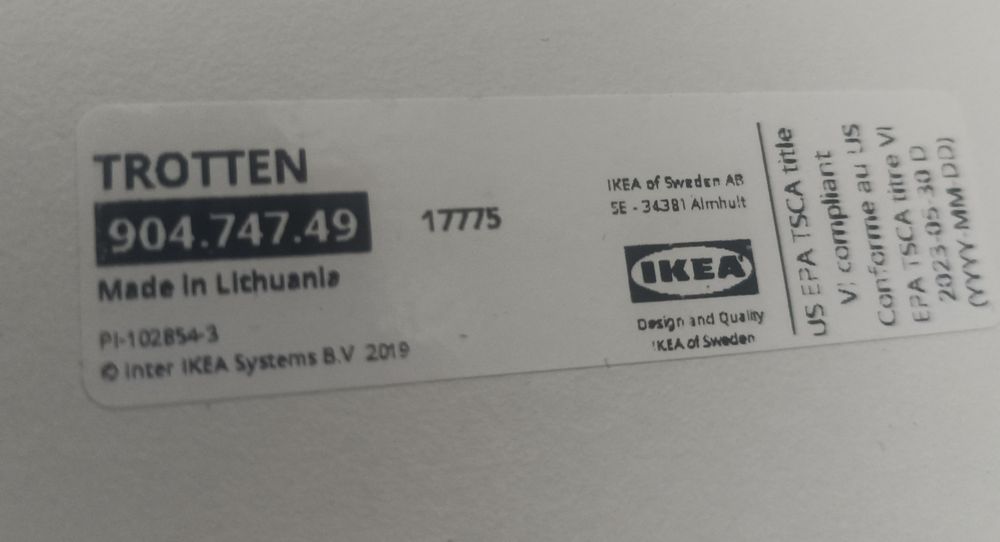 TROTTEN
904.747.49
17775
Made in Lithuania
PI-102854-3
© Inter IKEA Systems B.V 2019
IKEA of Sweden AB
SE - 34381 Almhult
IKEA
Design and Quality
IKEA of Sweden
US EPA TSCA title
VI compliant
Conforme au US
EPA TSCA titre VI
2023-05-30 D
(YYYY-MM-DD)